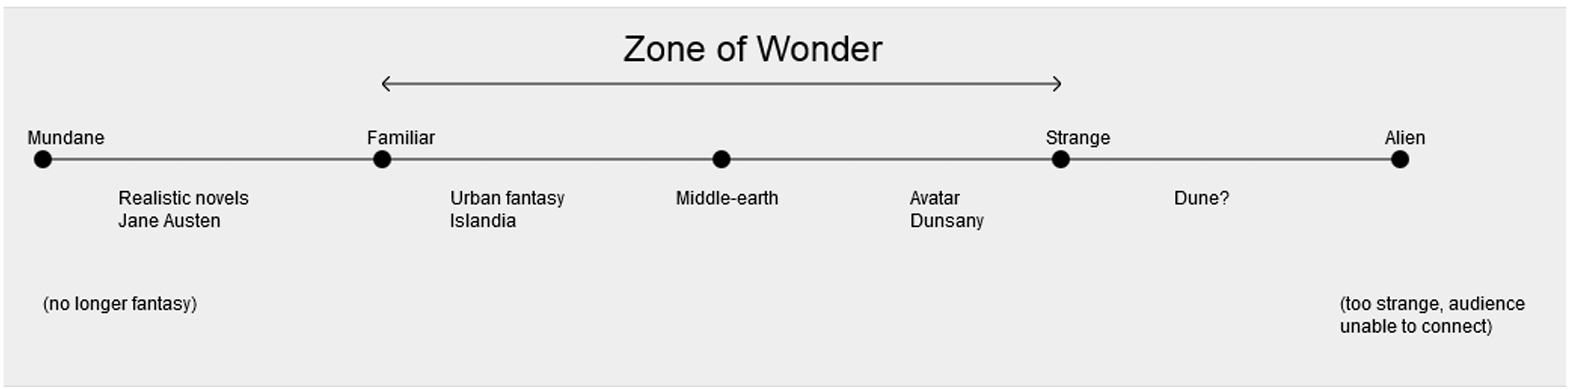 Zone of Wonder
Mundane
Familiar
Strange
Alien
Realistic novels
Jane Austen
Urban fantasy
Islandia
Middle-earth
Avatar
Dunsany
Dune?
(no longer fantasy)
(too strange, audience
unable to connect)